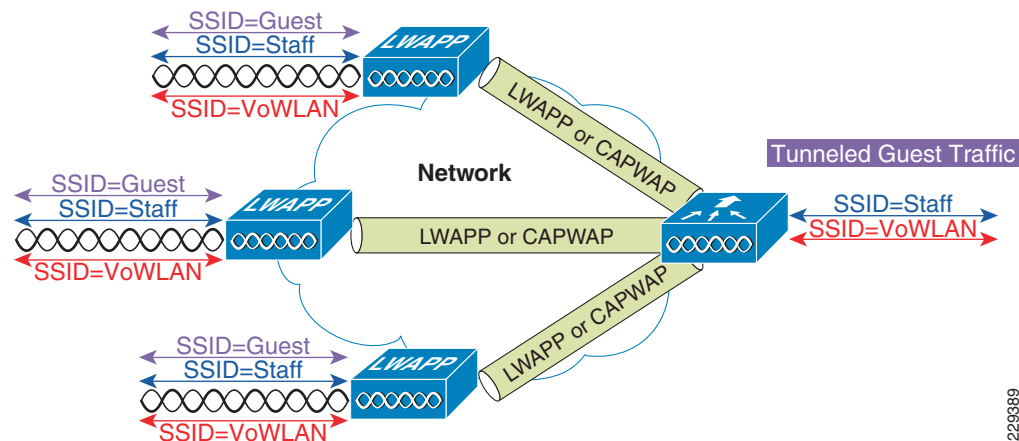 SSID=Guest
SSID=Staff
SSID=VoWLAN
LWAPP
LWAPP or CAPWAP
Network
Tunneled Guest Traffic
SSID=Guest
SSID=Staff
SSID=VoWLAN
LWAPP
LWAPP or CAPWAP
SSID=Staff
SSID=VoWLAN
SSID=Guest
SSID=Staff
SSID=VoWLAN
LWAPP
LWAPP or CAPWAP
229389